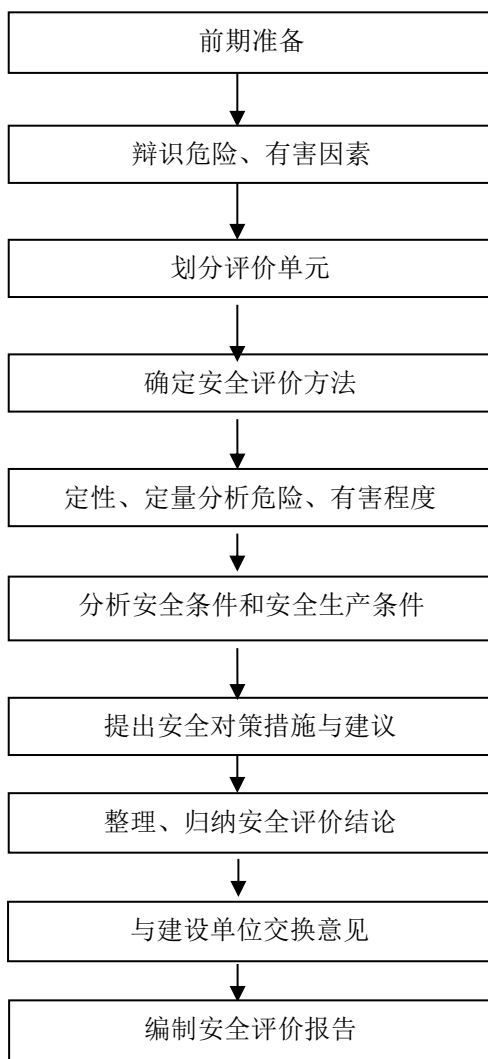 前期准备
辩识危险、有害因素
划分评价单元
确定安全评价方法
定性、定量分析危险、有害程度
分析安全条件和安全生产条件
提出安全对策措施与建议
整理、归纳安全评价结论
与建设单位交换意见
编制安全评价报告